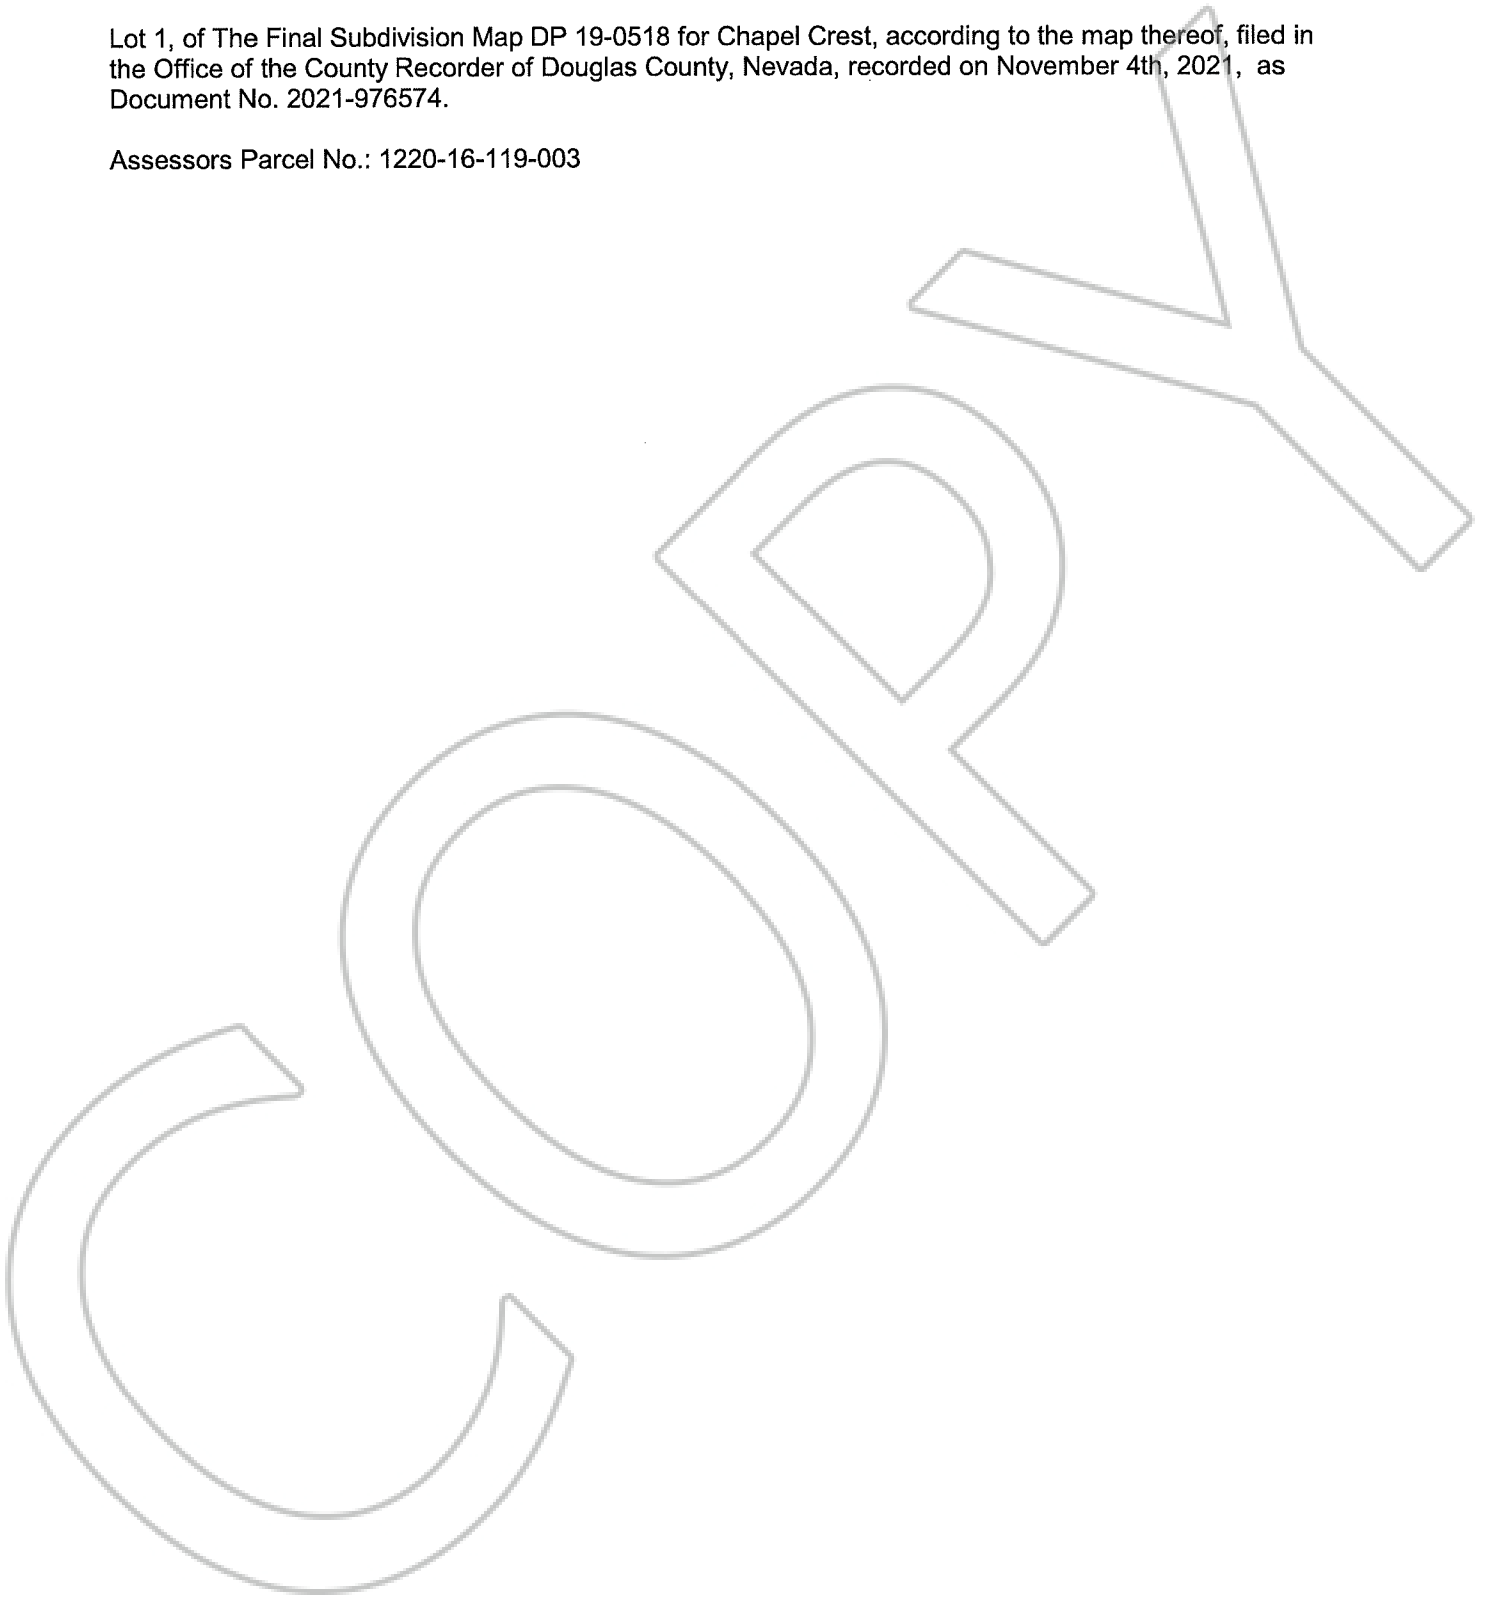 Lot 1, of The Final Subdivision Map DP 19-0518 for Chapel Crest, according to the map thereof, filed in
the Office of the County Recorder of Douglas County, Nevada, recorded on November 4th, 2021,  as
Document No. 2021-976574.
Assessors Parcel No.: 1220-16-119-003
COPY